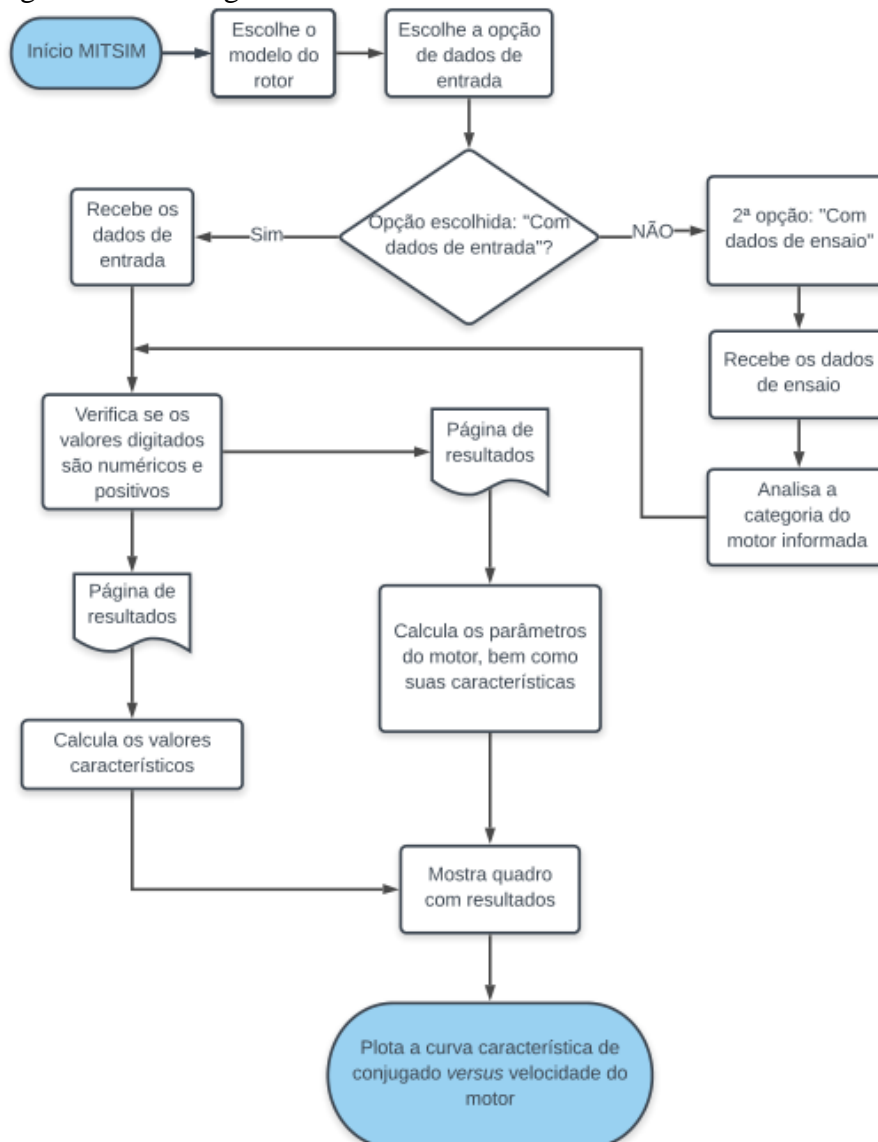 Início MITSIM
Escolhe o
modelo do
rotor
Escolhe a opção
de dados de
entrada
Opção escolhida: "Com
dados de entrada"?
Sim
NÃO
Recebe os
dados de
entrada
2ª opção: "Com
dados de ensaio"
Recebe os dados
de ensaio
Analisa a
categoria do
motor informada
Verifica se os
valores digitados
são numéricos e
positivos
Página de
resultados
Página de
resultados
Calcula os parâmetros
do motor, bem como
suas características
Calcula os valores
característicos
Mostra quadro
com resultados
Plota a curva característica de
conjugado versus velocidade do
motor